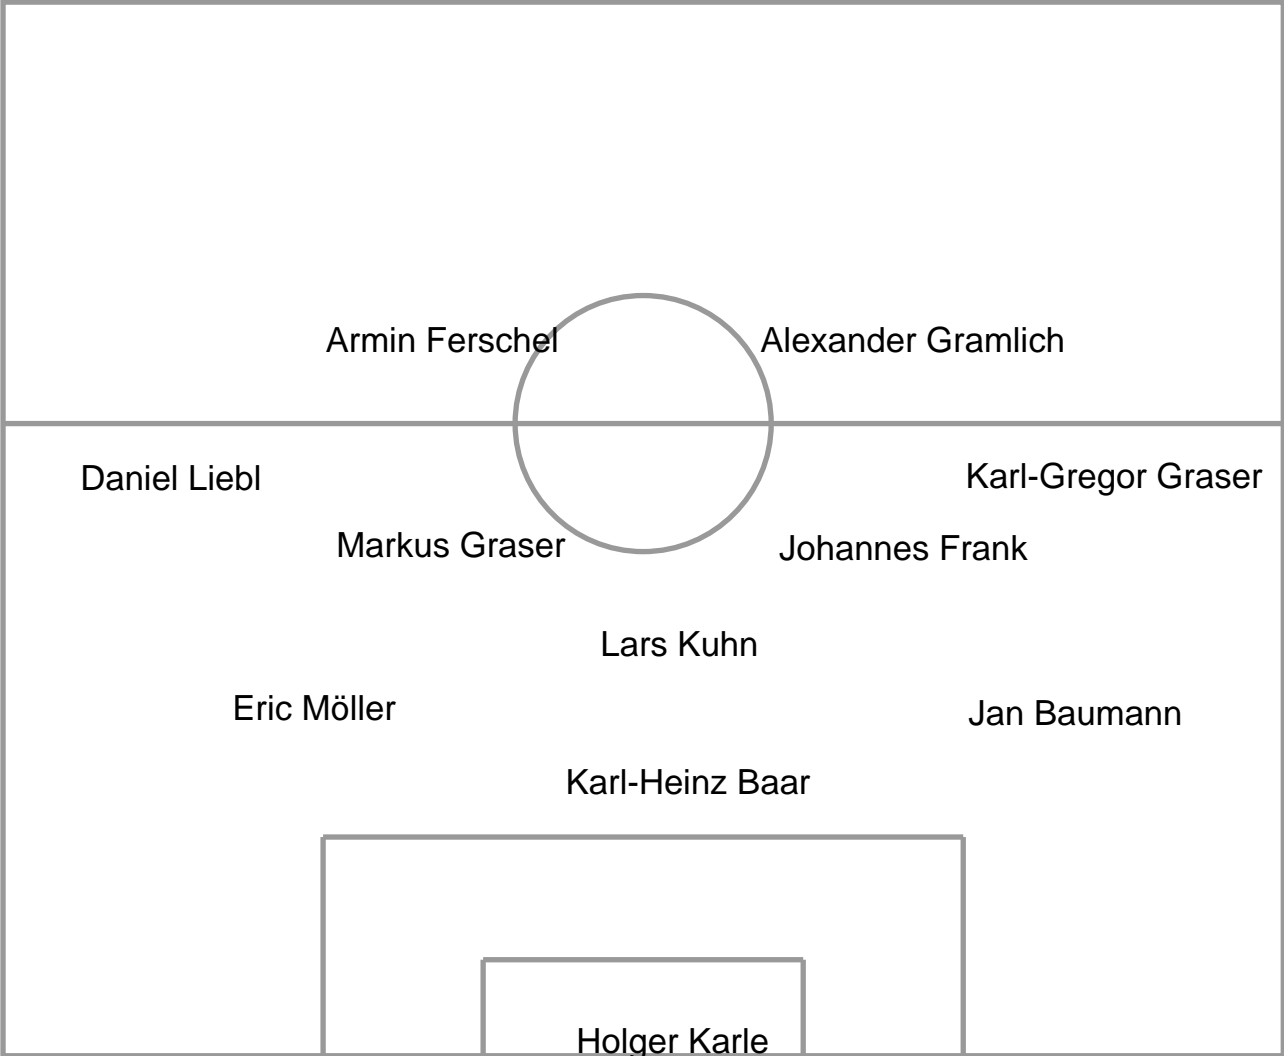 Armin Ferschel
Alexander Gramlich
Daniel Liebl
Karl-Gregor Graser
Markus Graser
Johannes Frank
Lars Kuhn
Eric Möller
Jan Baumann
Karl-Heinz Baar
Holger Karle